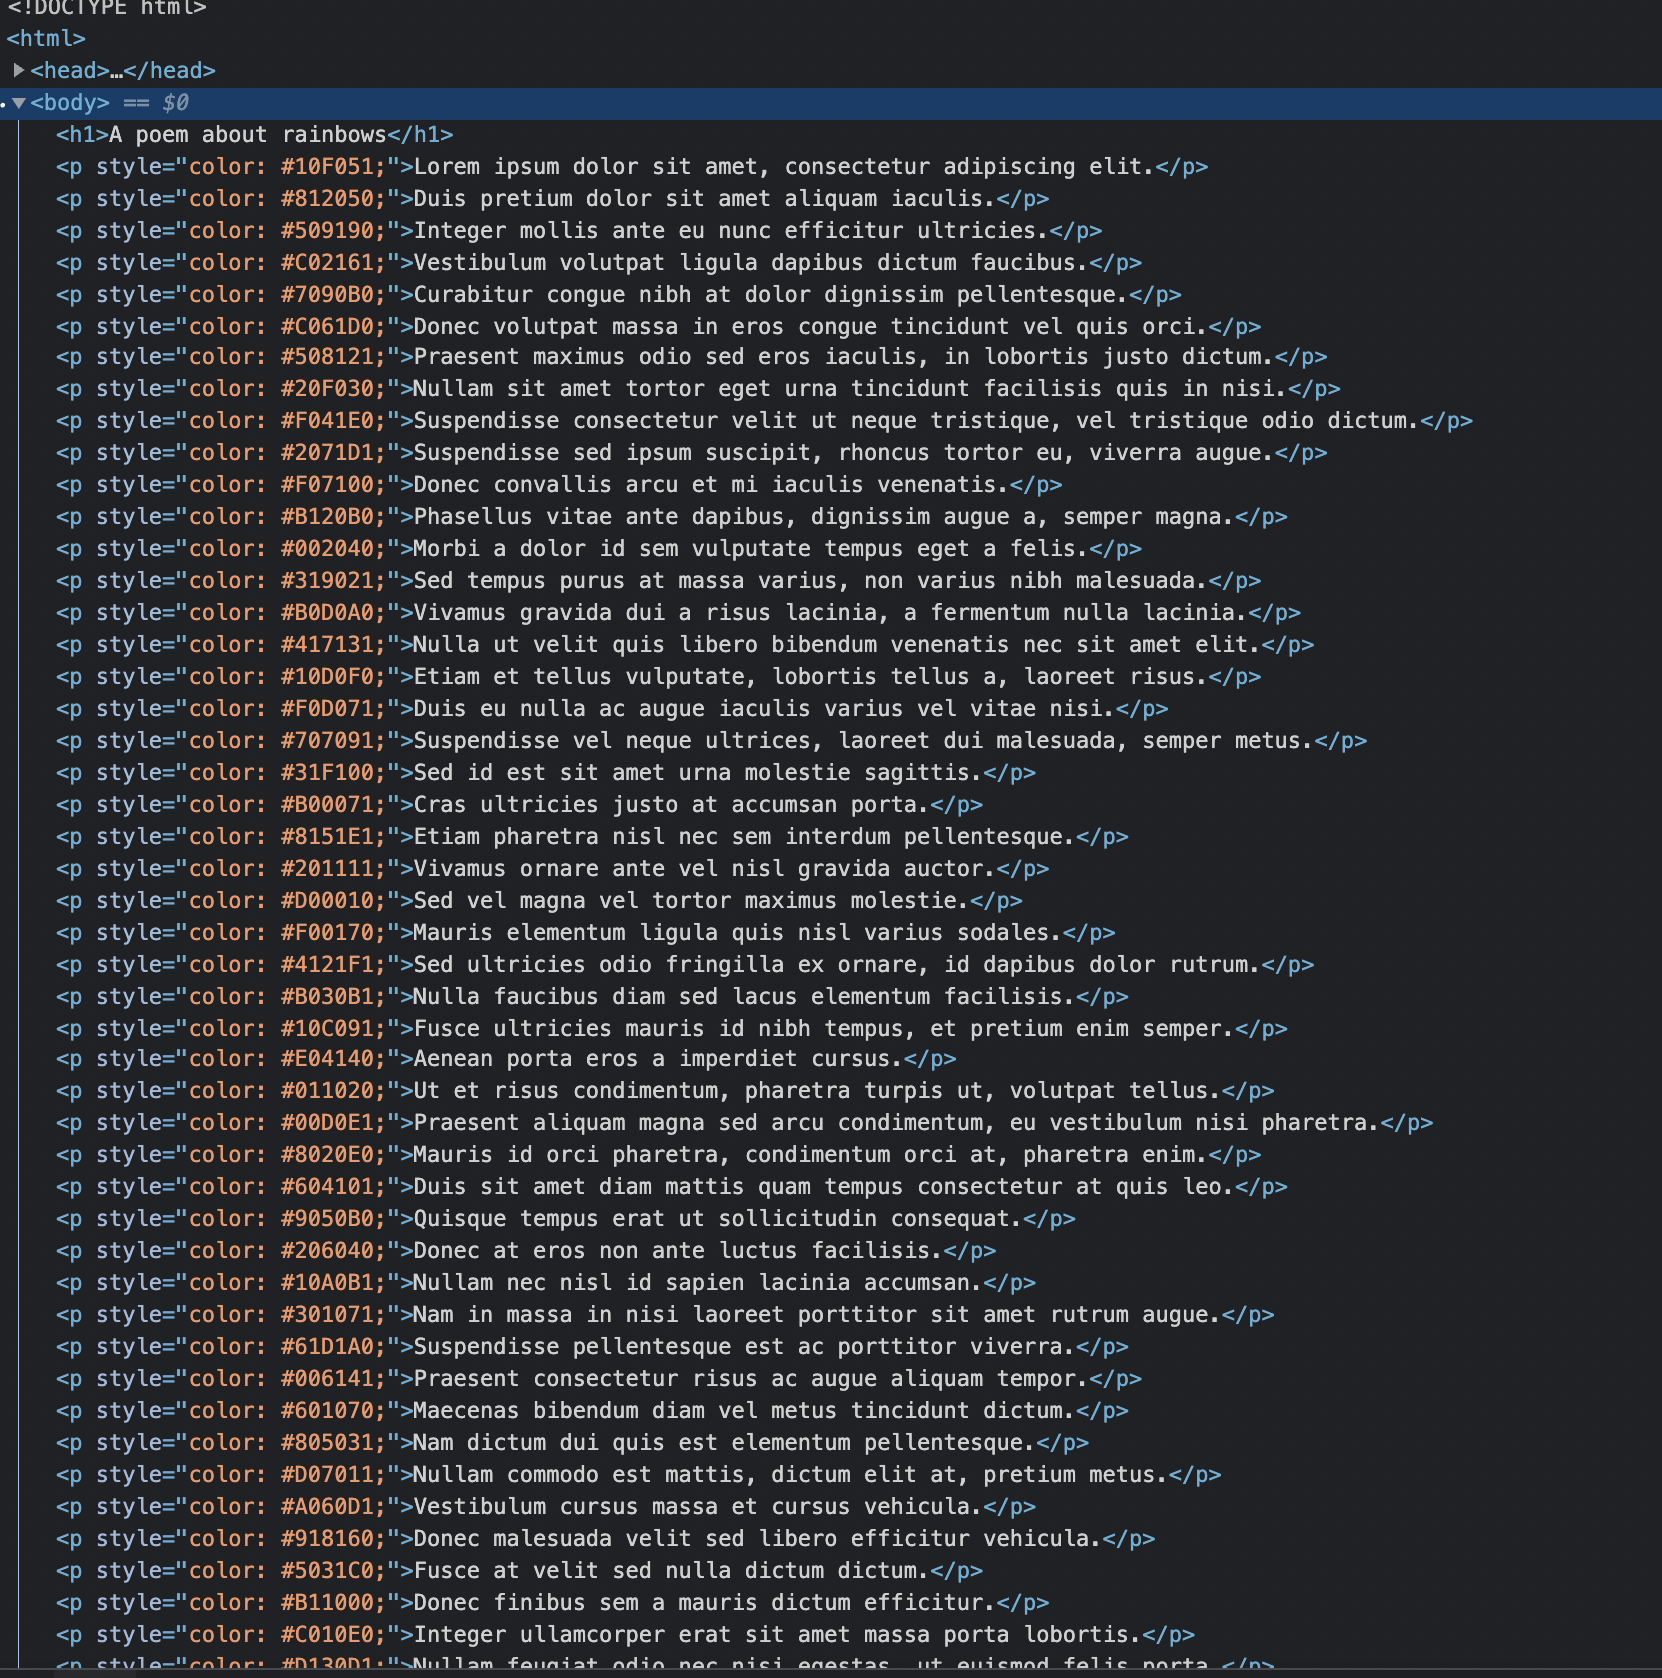 <!DOCTYPE html>
<html>
<head>…</head>
<body> == $0
<h1>A poem about rainbows</h1>
<p style="color: #10F051;">Lorem ipsum dolor sit amet, consectetur adipiscing elit.</p>
<p style="color: #812050;">Duis pretium dolor sit amet aliquam iaculis.</p>
<p style="color: #509190;">Integer mollis ante eu nunc efficitur ultricies.</p>
<p style="color: #C02161;">Vestibulum volutpat ligula dapibus dictum faucibus.</p>
<p style="color: #7090B0;">Curabitur congue nibh at dolor dignissim pellentesque.</p>
<p style="color: #C061D0;">Donec volutpat massa in eros congue tincidunt vel quis orci.</p>
<p style="color: #508121;">Praesent maximus odio sed eros iaculis, in lobortis justo dictum.</p>
<p style="color: #20F030;">Nullam sit amet tortor eget urna tincidunt facilisis quis in nisi.</p>
<p style="color: #F041E0;">Suspendisse consectetur velit ut neque tristique, vel tristique odio dictum.</p>
<p style="color: #2071D1;">Suspendisse sed ipsum suscipit, rhoncus tortor eu, viverra augue.</p>
<p style="color: #F07100;">Donec convallis arcu et mi iaculis venenatis.</p>
<p style="color: #B120B0;">Phasellus vitae ante dapibus, dignissim augue a, semper magna.</p>
<p style="color: #002040;">Morbi a dolor id sem vulputate tempus eget a felis.</p>
<p style="color: #319021;">Sed tempus purus at massa varius, non varius nibh malesuada.</p>
<p style="color: #B0D0A0;">Vivamus gravida dui a risus lacinia, a fermentum nulla lacinia.</p>
<p style="color: #417131;">Nulla ut velit quis libero bibendum venenatis nec sit amet elit.</p>
<p style="color: #10D0F0;">Etiam et tellus vulputate, lobortis tellus a, laoreet risus.</p>
<p style="color: #F0D071;">Duis eu nulla ac augue iaculis varius vel vitae nisi.</p>
<p style="color: #707091;">Suspendisse vel neque ultrices, laoreet dui malesuada, semper metus.</p>
<p style="color: #31F100;">Sed id est sit amet urna molestie sagittis.</p>
<p style="color: #B00071;">Cras ultricies justo at accumsan porta.</p>
<p style="color: #8151E1;">Etiam pharetra nisl nec sem interdum pellentesque.</p>
<p style="color: #201111;">Vivamus ornare ante vel nisl gravida auctor.</p>
<p style="color: #D00010;">Sed vel magna vel tortor maximus molestie.</p>
<p style="color: #F00170;">Mauris elementum ligula quis nisl varius sodales.</p>
<p style="color: #4121F1;">Sed ultricies odio fringilla ex ornare, id dapibus dolor rutrum.</p>
<p style="color: #B030B1;">Nulla faucibus diam sed lacus elementum facilisis.</p>
<p style="color: #10C091;">Fusce ultricies mauris id nibh tempus, et pretium enim semper.</p>
<p style="color: #E04140;">Aenean porta eros a imperdiet cursus.</p>
<p style="color: #011020;">Ut et risus condimentum, pharetra turpis ut, volutpat tellus.</p>
<p style="color: #00D0E1;">Praesent aliquam magna sed arcu condimentum, eu vestibulum nisi pharetra.</p>
<p style="color: #8020E0;">Mauris id orci pharetra, condimentum orci at, pharetra enim.</p>
<p style="color: #604101;">Duis sit amet diam mattis quam tempus consectetur at quis leo.</p>
<p style="color: #9050B0;">Quisque tempus erat ut sollicitudin consequat.</p>
<p style="color: #206040;">Donec at eros non ante luctus facilisis.</p>
<p style="color: #10A0B1;">Nullam nec nisl id sapien lacinia accumsan.</p>
<p style="color: #301071;">Nam in massa in nisi laoreet porttitor sit amet rutrum augue.</p>
<p style="color: #61D1A0;">Suspendisse pellentesque est ac porttitor viverra.</p>
<p style="color: #006141;">Praesent consectetur risus ac augue aliquam tempor.</p>
<p style="color: #601070;">Maecenas bibendum diam vel metus tincidunt dictum.</p>
<p style="color: #805031;">Nam dictum dui quis est elementum pellentesque.</p>
<p style="color: #D07011;">Nullam commodo est mattis, dictum elit at, pretium metus.</p>
<p style="color: #A060D1;">Vestibulum cursus massa et cursus vehicula.</p>
<p style="color: #918160;">Donec malesuada velit sed libero efficitur vehicula.</p>
<p style="color: #5031C0;">Fusce at velit sed nulla dictum dictum.</p>
<p style="color: #B11000;">Donec finibus sem a mauris dictum efficitur.</p>
<p style="color: #C010E0;">Integer ullamcorper erat sit amet massa porta lobortis.</p>
<p style="color: #D130D1;">Nullam feugiat odio nec nisi egestas, ut euismod felis porta.</p>